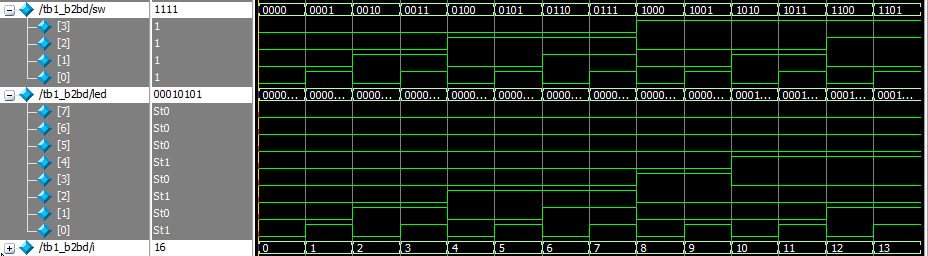 /tb1_b2bd/sw 1111 0000 0001 0010 0011 0100 0101 0110 0111 1000 1001 1010 1011 1100 1101
[3] 1
[2] 1
[1] 1
[0] 1
/tb1_b2bd/led 00010101 0000... 0000... 0000... 0000... 0000... 0000... 0000... 0000... 0000... 0000... 0001... 0001... 0001... 0001...
[7] St0
[6] St0
[5] St0
[4] St1
[3] St0
[2] St1
[1] St0
[0] St1
/tb1_b2bd/i 16 0 1 2 3 4 5 6 7 8 9 10 11 12 13